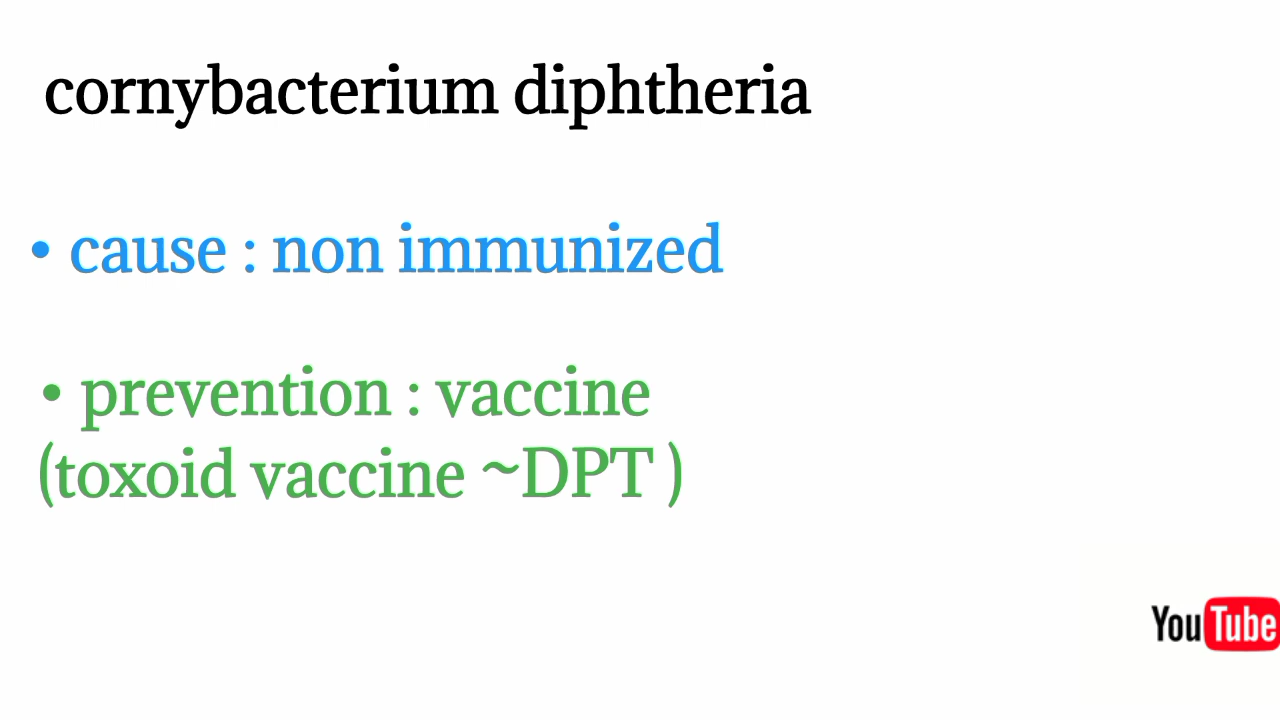 cornybacterium diphtheria
• cause : non immunized
• prevention : vaccine
(toxoid vaccine ~DPT )
YouTube